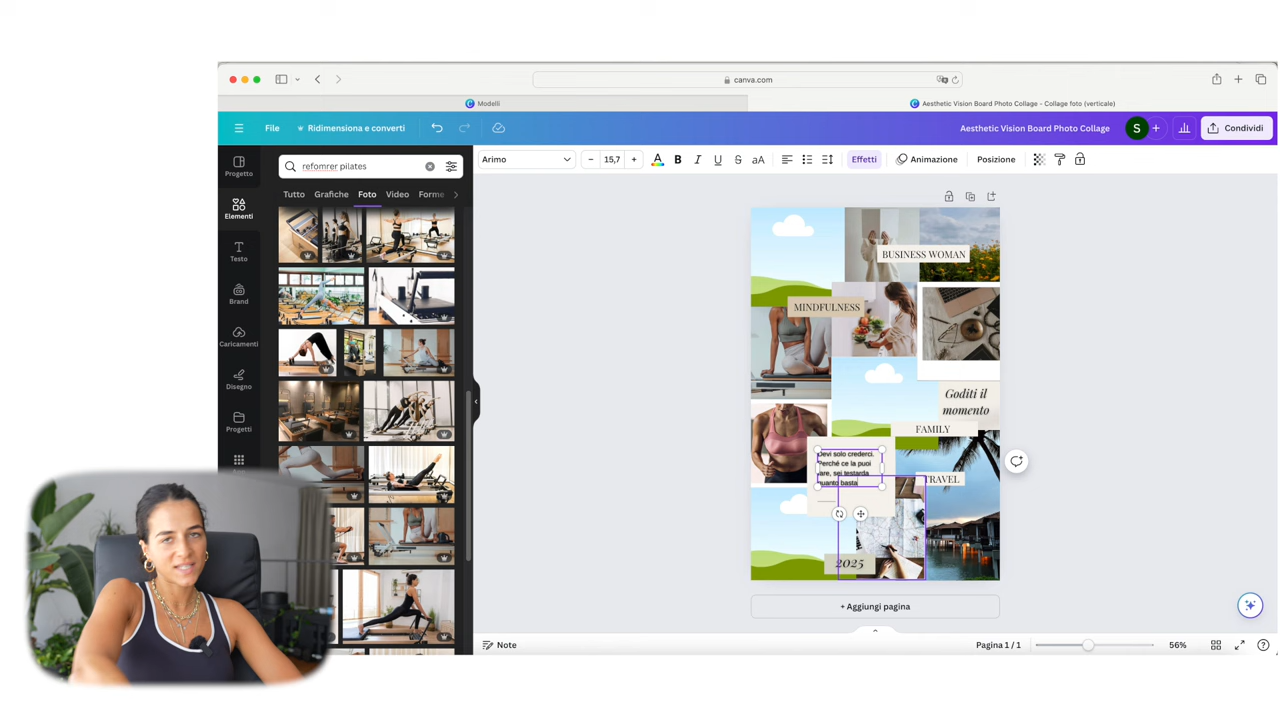 canva.com
Modelli
Aesthetic Vision Board Photo Collage - Collage foto (verticale)
File
Ridimensiona e converti
Aesthetic Vision Board Photo Collage
S
Condividi
Progetto
refomrer pilates
Arimo
15,7
A
B
I
U
S
aA
Effetti
Animazione
Posizione
Tutto
Grafiche
Foto
Video
Forme
Elementi
Testo
Brand
Caricamenti
Disegno
Progetti
BUSINESS WOMAN
MINDFULNESS
Goditi il
momento
FAMILY
Devi solo crederci.
Perché ce la puoi
fare, sei testarda
quanto basta
TRAVEL
2025
+ Aggiungi pagina
Note
Pagina 1 / 1
56%